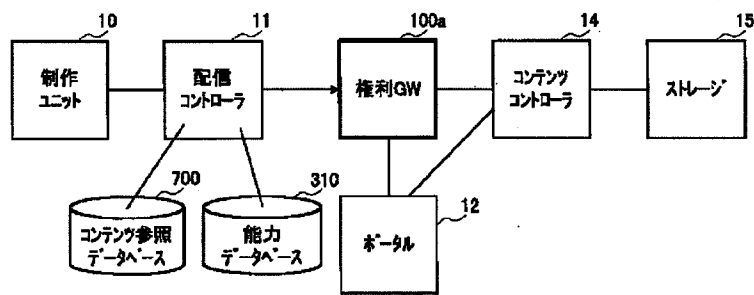 10
11
100a
14
15
制作
ユニット
配信
コントローラ
権利GW
コンテンツ
コントローラ
ストレージ
700
310
12
コンテンツ参照
データベース
能力
データベース
ポータル